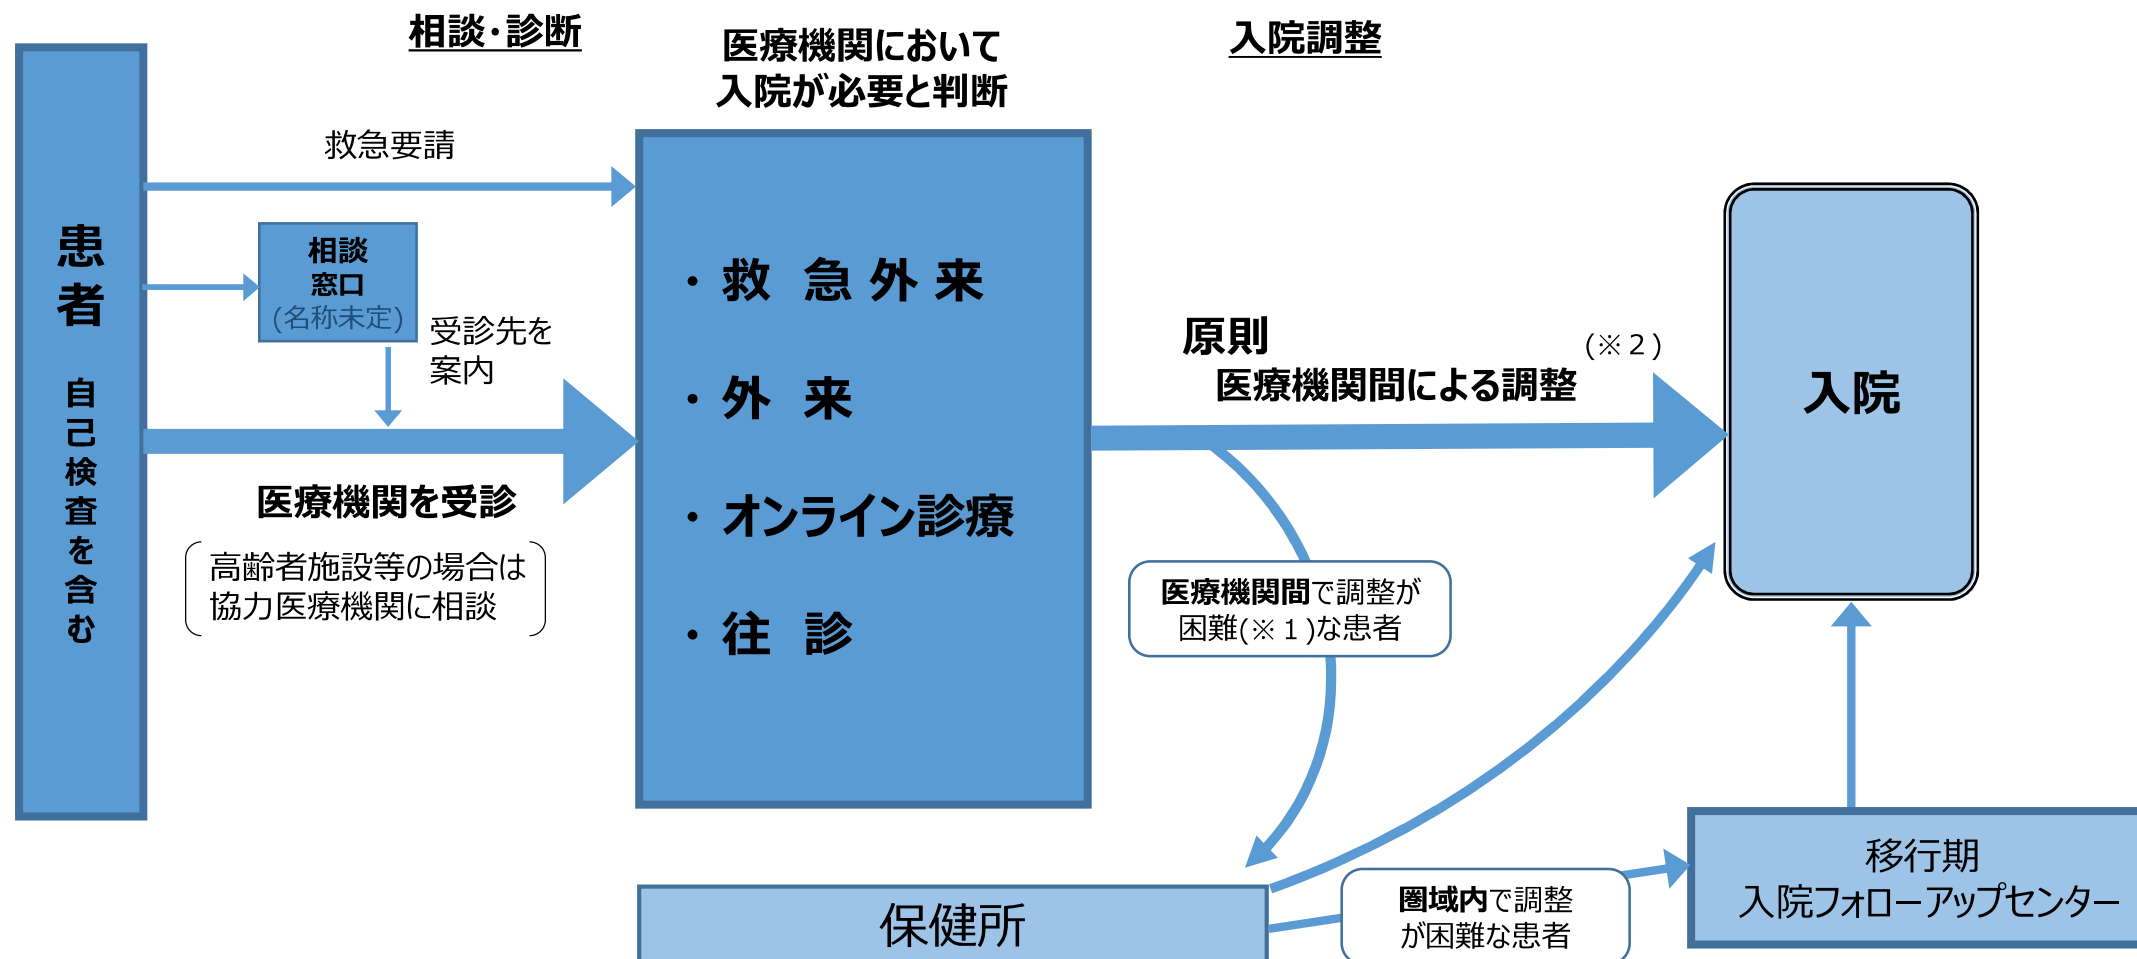 相談・診断
医療機関において
入院が必要と判断
入院調整
患者
自己検査を含む
救急要請
相談
窓口
(名称未定)
受診先を
案内
医療機関を受診
高齢者施設等の場合は
協力医療機関に相談
・救 急外来
・外 来
・オンライン診療
・往 診
原則
医療機関間による調整
(※２)
入院
医療機関間で調整が
困難(※１)な患者
保健所
圏域内で調整
が困難な患者
移行期
入院フォローアップセンター